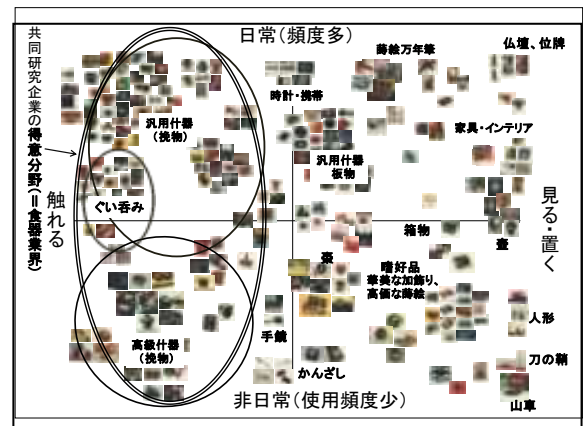 共同研究企業の得意分野(=食器業界)
日常(頻度多)
蒔絵万年筆
仏壇、位牌
時計・携帯
汎用什器
(挽物)
汎用什器
板物
家具・インテリア
ぐい呑み
触れる
見る・置く
箱物
壷
棗
嗜好品
華美な加飾り、
高価な蒔絵
手鏡
高級什器
(挽物)
人形
かんざし
刀の鞘
非日常(使用頻度少)
山車